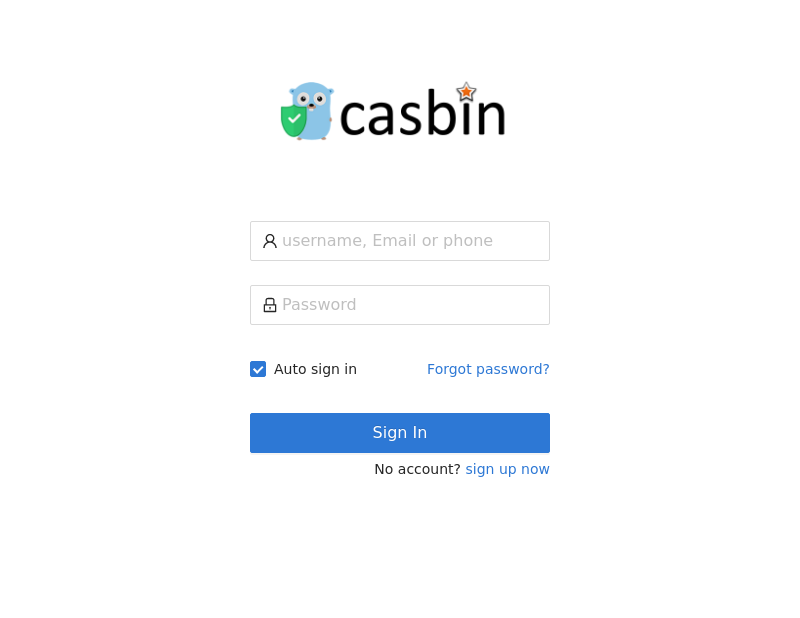 casbin
username, Email or phone
Password
Auto sign in
Forgot password?
Sign In
No account? sign up now